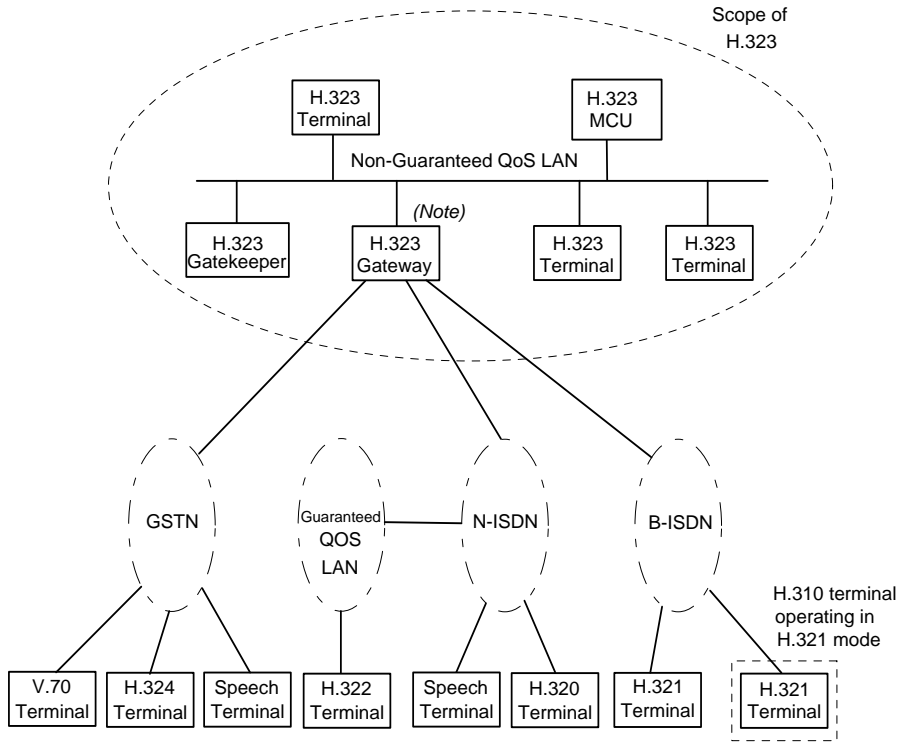 Scope of
H.323
H.323
Terminal
H.323
MCU
Non-Guaranteed QoS LAN
(Note)
H.323
Gatekeeper
H.323
Gateway
H.323
Terminal
H.323
Terminal
GSTN
Guaranteed
QOS
LAN
N-ISDN
B-ISDN
H.310 terminal
operating in
H.321 mode
V.70
Terminal
H.324
Terminal
Speech
Terminal
H.322
Terminal
Speech
Terminal
H.320
Terminal
H.321
Terminal
H.321
Terminal